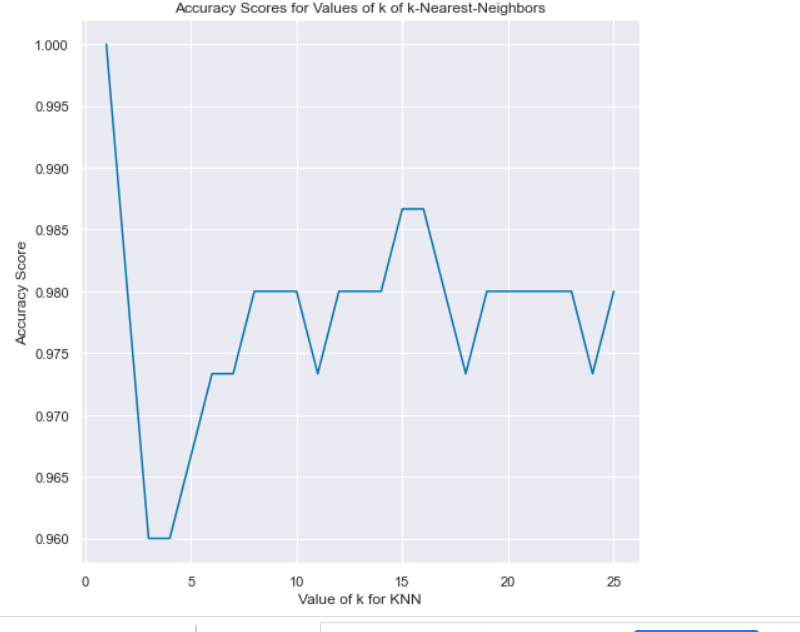 Accuracy Scores for Values of k of k-Nearest-Neighbors
1.000
0.995
0.990
0.985
0.980
0.975
0.970
0.965
0.960
Accuracy Score
0 5 10 15 20 25
Value of k for KNN